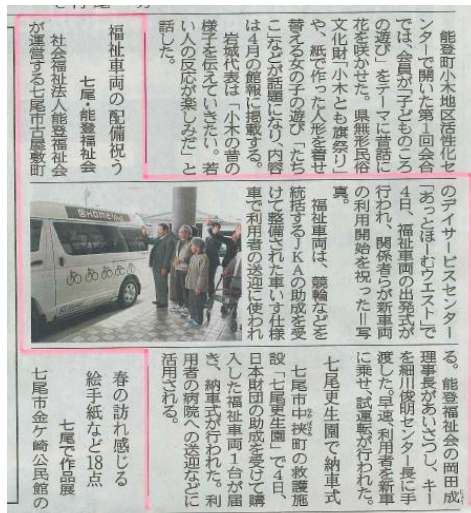 能登町小木地区活性化セ
ンターで開いた第1回会合
では、会員が「子どものころ
の遊び」をテーマに昔話に
花を咲かせた。県無形民俗
文化財「小木とも旗祭り」
や、紙で作った人形を着せ
替える女の子の遊び「たち
こ」などが話題になり、内容
は4月の館報に掲載する。
岩城代表は「小木の昔の
様子を伝えていきたい。若
い人の反応が楽しみだ」と
話した。
福祉車両の配備祝う
七尾・能登福祉会
社会福祉法人能登福祉会
が運営する七尾市古屋敷町
のデイサービスセンター
「あっとほーむウエスト」で
4日、福祉車両の出発式が
行われ、関係者らが新車両
の利用開始を祝った=写
真。
福祉車両は、競輪などを
統括するJKAの助成を受
けて整備された車いす仕様
車で利用者の送迎に使われ
る。能登福祉会の岡田成
理事長があいさつし、キー
を細川俊明センター長に手
渡した。早速、利用者を新車
に乗せ、試運転が行われた。
七尾更生園で納車式
七尾市中挟町の救護施
設「七尾更生園」で4日、
日本財団の助成を受けて購
入した福祉車両1台が届
き、納車式が行われた。利
用者の病院への送迎などに
活用される。
春の訪れ感じる
絵手紙など18点
七尾で作品展
七尾市金ケ崎公民館の